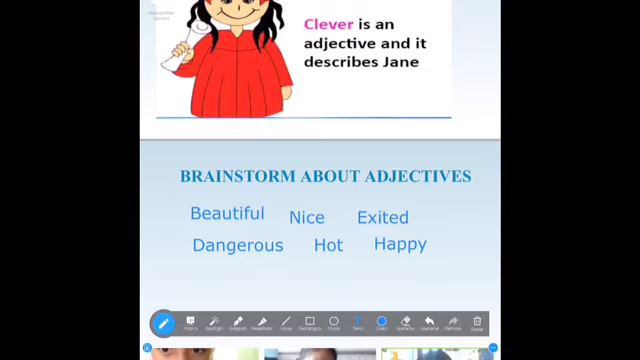 Clever is an
adjective and it
describes Jane
BRAINSTORM ABOUT ADJECTIVES
Beautiful Nice Exited
Dangerous Hot Happy